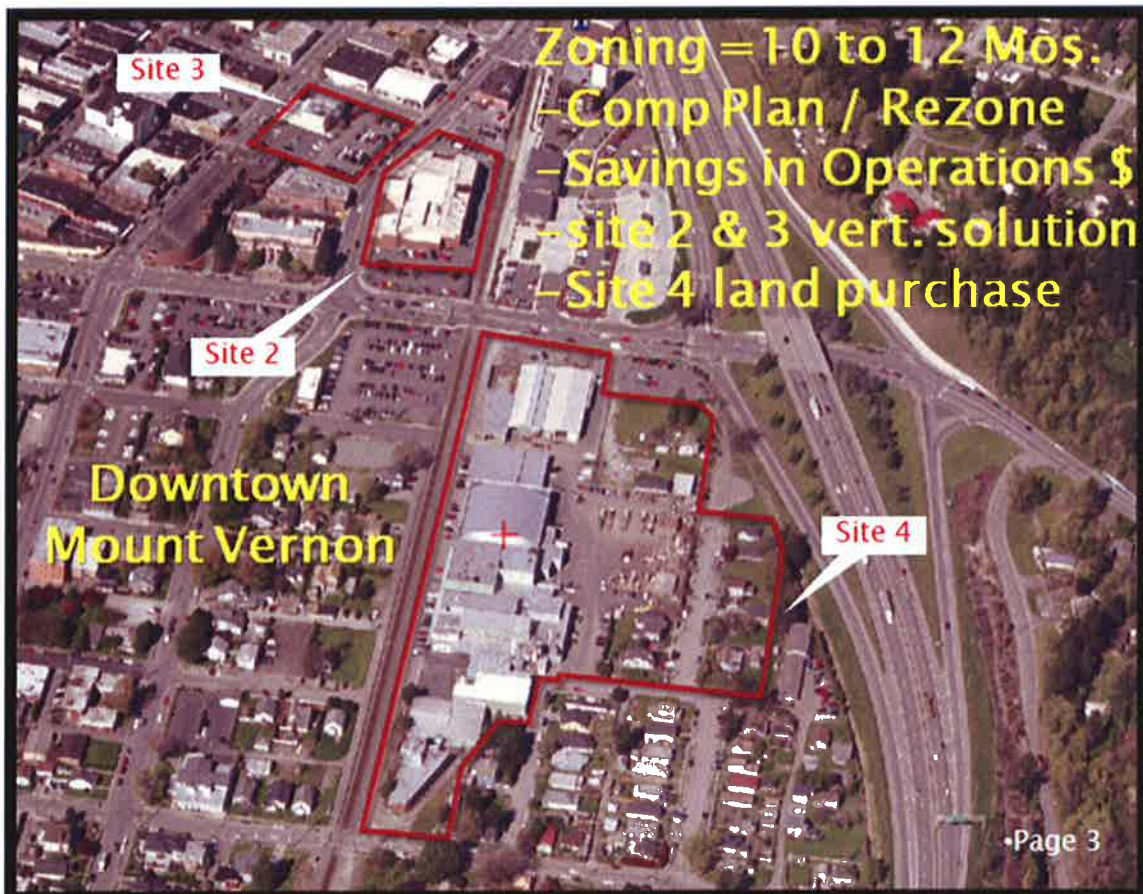 Zoning = 10 to 12 Mos.
-Comp Plan / Rezone
-Savings in Operations $
-site 2 & 3 vert. solution
-Site 4 land purchase
Site 3
Site 2
Downtown
Mount Vernon
Site 4
•Page 3